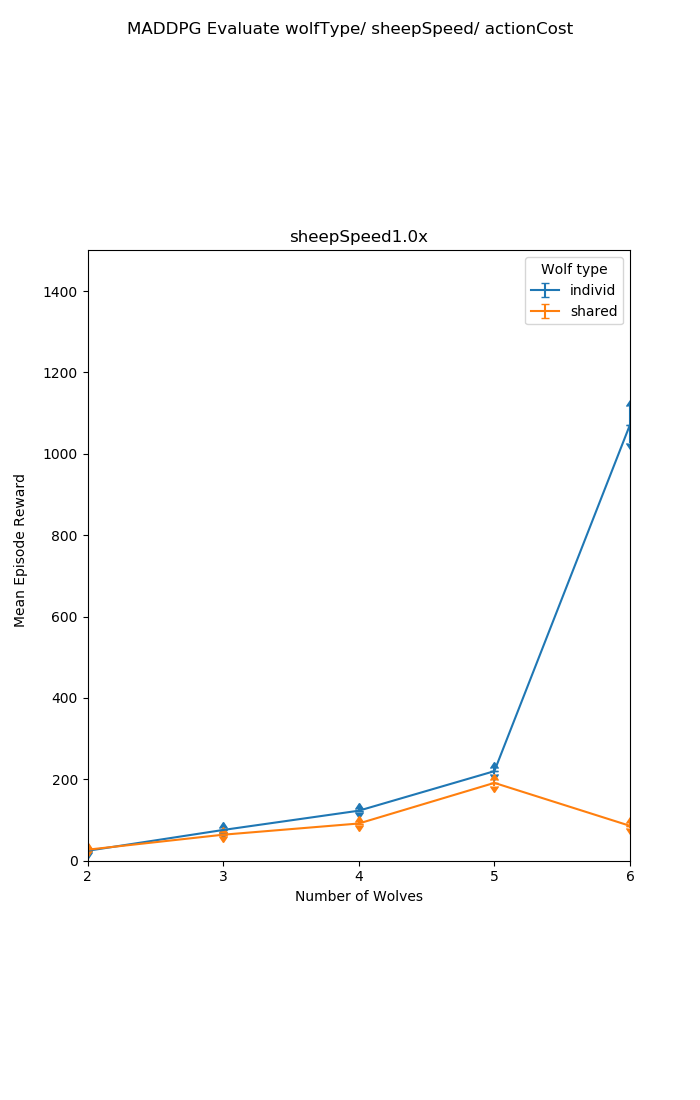 MADDPG Evaluate wolfType/ sheepSpeed/ actionCost
sheepSpeed1.0x
Wolf type
individ
shared
1400
1200
1000
800
600
400
200
0
Mean Episode Reward
2 3 4 5 6
Number of Wolves